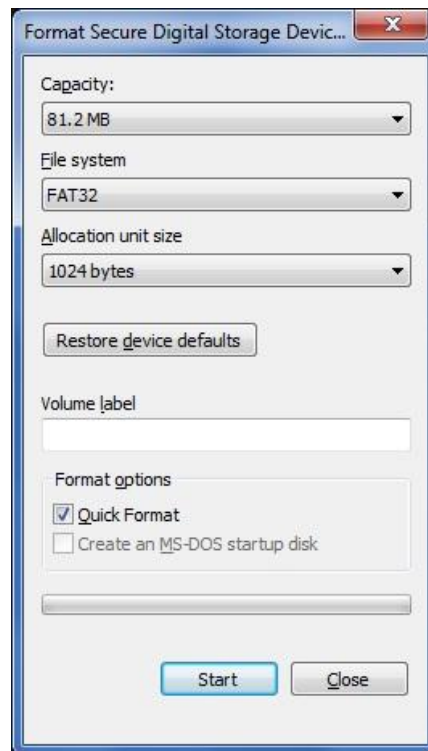 Format Secure Digital Storage Devic...
Capacity:
81.2 MB
File system
FAT32
Allocation unit size
1024 bytes
Restore device defaults
Volume label
Format options
Quick Format
Create an MS-DOS startup disk
Start Close